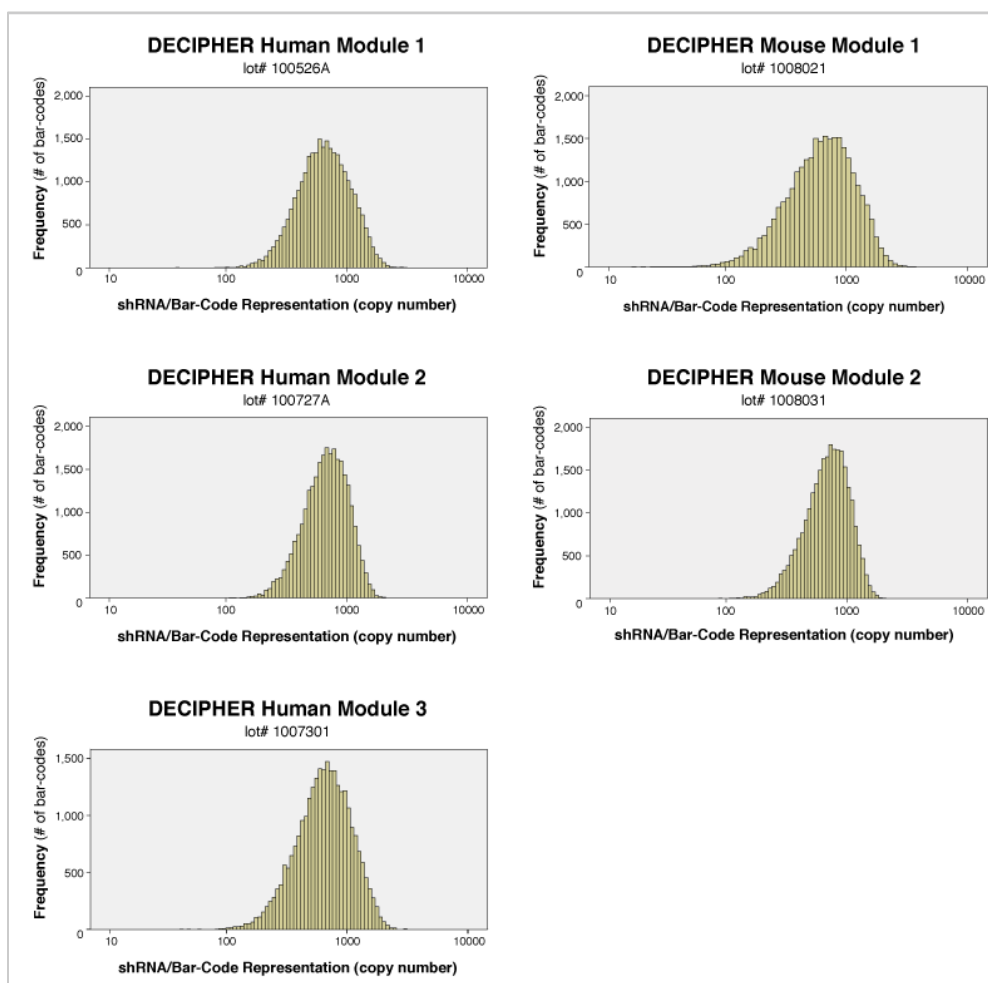 DECIPHER Human Module 1
lot# 100526A
Frequency (# of bar-codes)
2,000
1,500
1,000
500
0
10 100 1000 10000
shRNA/Bar-Code Representation (copy number)
DECIPHER Mouse Module 1
lot# 1008021
Frequency (# of bar-codes)
2,000
1,500
1,000
500
0
10 100 1000 10000
shRNA/Bar-Code Representation (copy number)
DECIPHER Human Module 2
lot# 100727A
Frequency (# of bar-codes)
2,000
1,500
1,000
500
0
10 100 1000 10000
shRNA/Bar-Code Representation (copy number)
DECIPHER Mouse Module 2
lot# 1008031
Frequency (# of bar-codes)
2,000
1,500
1,000
500
0
10 100 1000 10000
shRNA/Bar-Code Representation (copy number)
DECIPHER Human Module 3
lot# 1007301
Frequency (# of bar-codes)
1,500
1,000
500
0
10 100 1000 10000
shRNA/Bar-Code Representation (copy number)